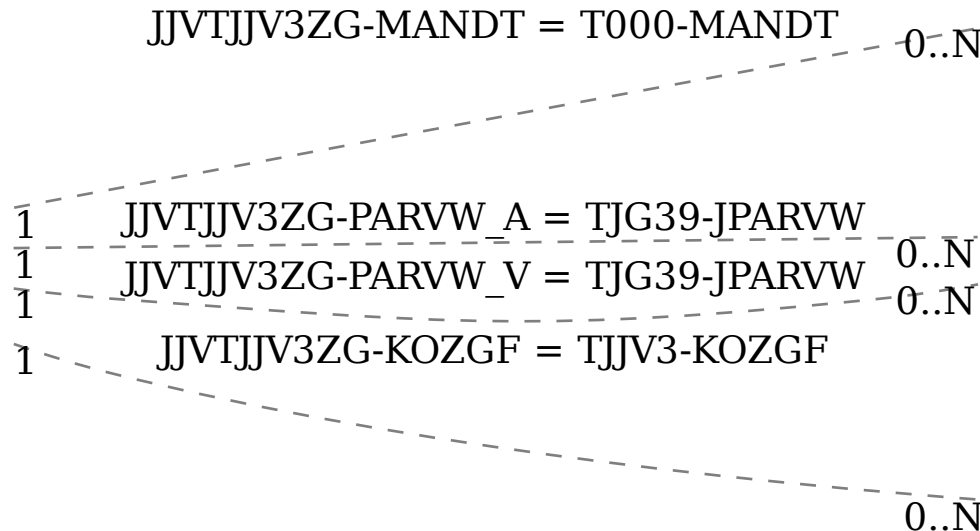 JJVTJJV3ZG-MANDT = T000-MANDT
0..N
1
JJVTJJV3ZG-PARVW_A = TJG39-JPARVW
0..N
1
JJVTJJV3ZG-PARVW_V = TJG39-JPARVW
0..N
1
JJVTJJV3ZG-KOZGF = TJJV3-KOZGF
1
0..N